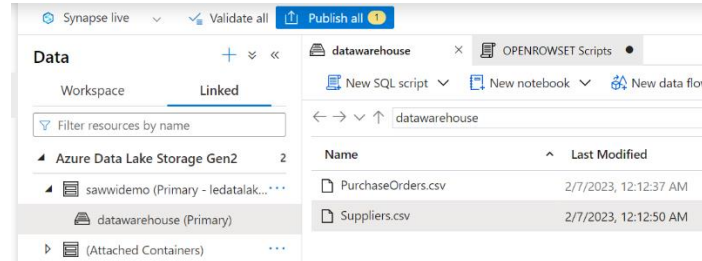 Synapse live
Validate all
Publish all 1
Data
Workspace
Linked
Filter resources by name
Azure Data Lake Storage Gen2 2
sawwidemo (Primary - ledatalak...
datawarehouse (Primary)
(Attached Containers)
datawarehouse
OPENROWSET Scripts
New SQL script
New notebook
New data flo
datawarehouse
Name
Last Modified
PurchaseOrders.csv
2/7/2023, 12:12:37 AM
Suppliers.csv
2/7/2023, 12:12:50 AM